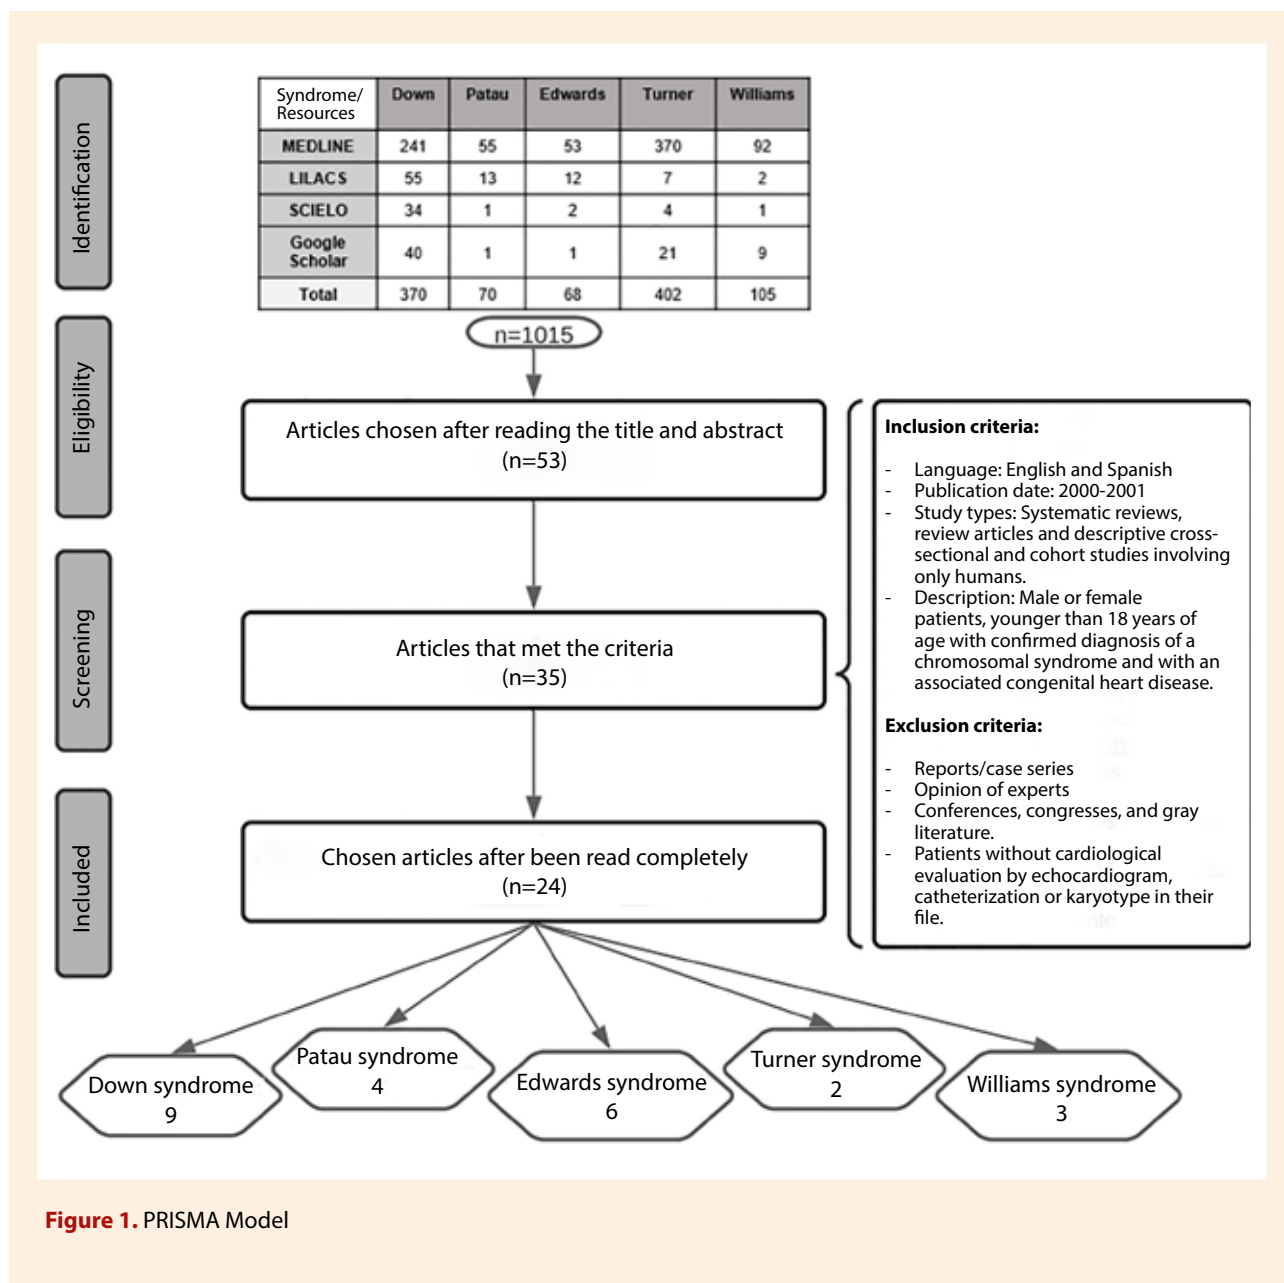 Identification
Syndrome/ Down Patau Edwards Turner Williams
Resources
MEDLINE 241 55 53 370 92
LILACS 55 13 12 7 2
SCIELO 34 1 2 4 1
Google
Scholar 40 1 1 21 9
Total 370 70 68 402 105
n=1015
Eligibility
Articles chosen after reading the title and abstract
(n=53)
Screening
Articles that met the criteria
(n=35)
Included
Chosen articles after been read completely
(n=24)
Inclusion criteria:
- Language: English and Spanish
- Publication date: 2000-2001
- Study types: Systematic reviews,
review articles and descriptive cross-
sectional and cohort studies involving
only humans.
- Description: Male or female
patients, younger than 18 years of
age with confirmed diagnosis of a
chromosomal syndrome and with an
associated congenital heart disease.
Exclusion criteria:
- Reports/case series
- Opinion of experts
- Conferences, congresses, and gray
literature.
- Patients without cardiological
evaluation by echocardiogram,
catheterization or karyotype in their
file.
Down syndrome
9
Patau syndrome
4
Edwards syndrome
6
Turner syndrome
2
Williams syndrome
3
Figure 1. PRISMA Model